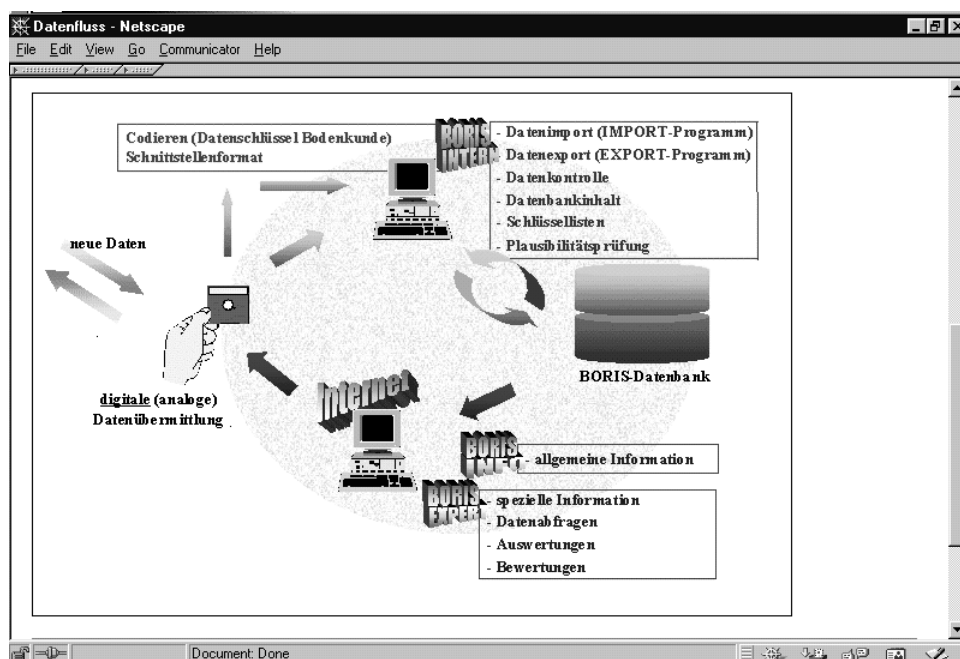 Datenfluss - Netscape
File Edit View Go Communicator Help
Codieren (Datenschlüssel Bodenkunde)
Schnittstellenformat
BORIS
INTERN
- Datenimport (IMPORT-Programm)
- Datenexport (EXPORT-Programm)
- Datenkontrolle
- Datenbankinhalt
- Schlüssellisten
- Plausibilitätsprüfung
neue Daten
BORIS-Datenbank
digitale (analoge)
Datenübermittlung
Internet
BORIS
INFO
- allgemeine Information
BORIS
EXPERT
- spezielle Information
- Datenabfragen
- Auswertungen
- Bewertungen
Document: Done